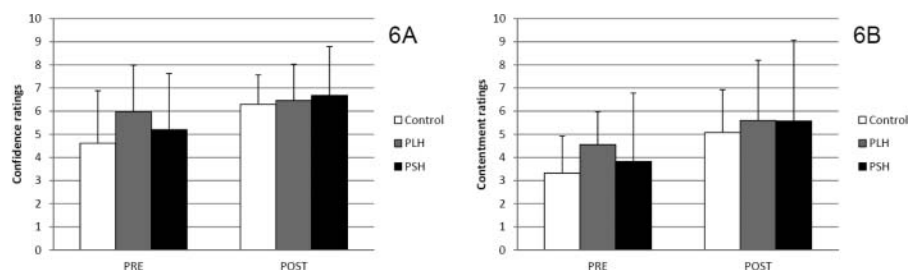 6A
Confidence ratings
10
9
8
7
6
5
4
3
2
1
0
PRE
POST
Control
PLH
PSH
6B
Contentment ratings
10
9
8
7
6
5
4
3
2
1
0
PRE
POST
Control
PLH
PSH